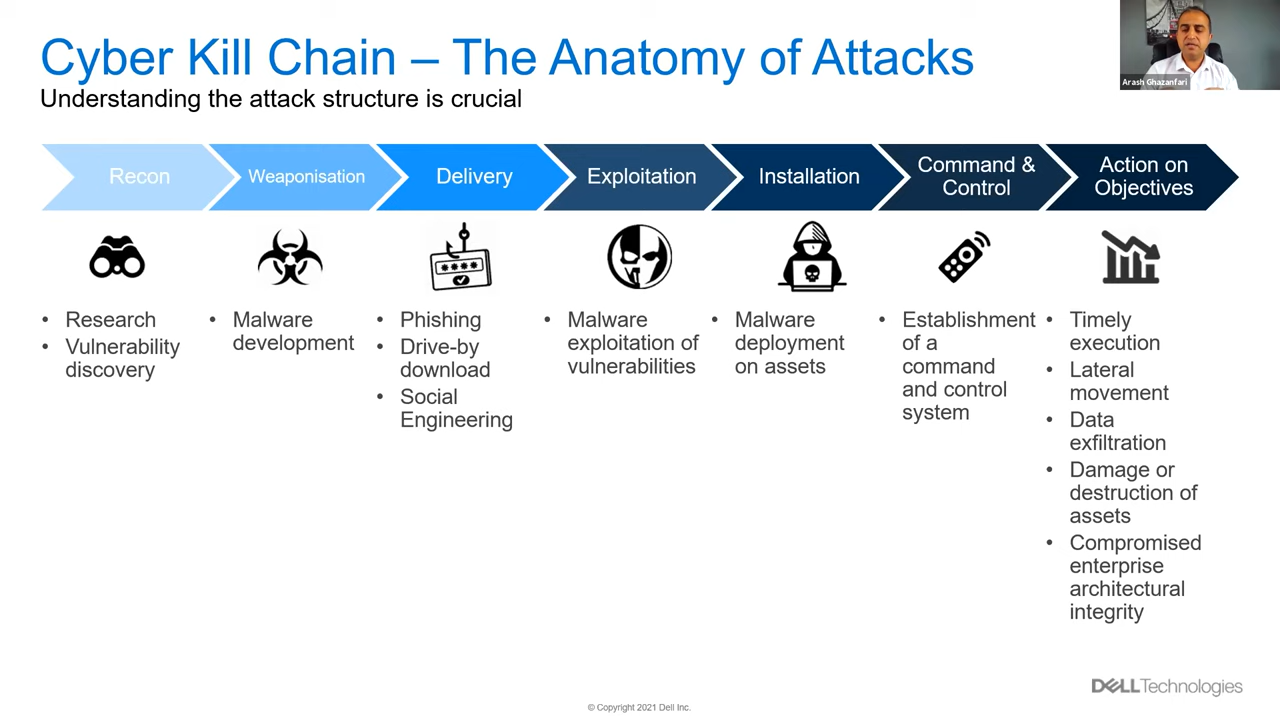 Cyber Kill Chain – The Anatomy of Attacks
Understanding the attack structure is crucial
Arash Ghazanfari
Recon
Weaponisation
Delivery
Exploitation
Installation
Command &
Control
Action on
Objectives
****
• Research
• Vulnerability
discovery
• Malware
development
• Phishing
• Drive-by
download
• Social
Engineering
• Malware
exploitation of
vulnerabilities
• Malware
deployment
on assets
• Establishment
of a
command
and control
system
• Timely
execution
• Lateral
movement
• Data
exfiltration
• Damage or
destruction of
assets
• Compromised
enterprise
architectural
integrity
DELLTechnologies
© Copyright 2021 Dell Inc.